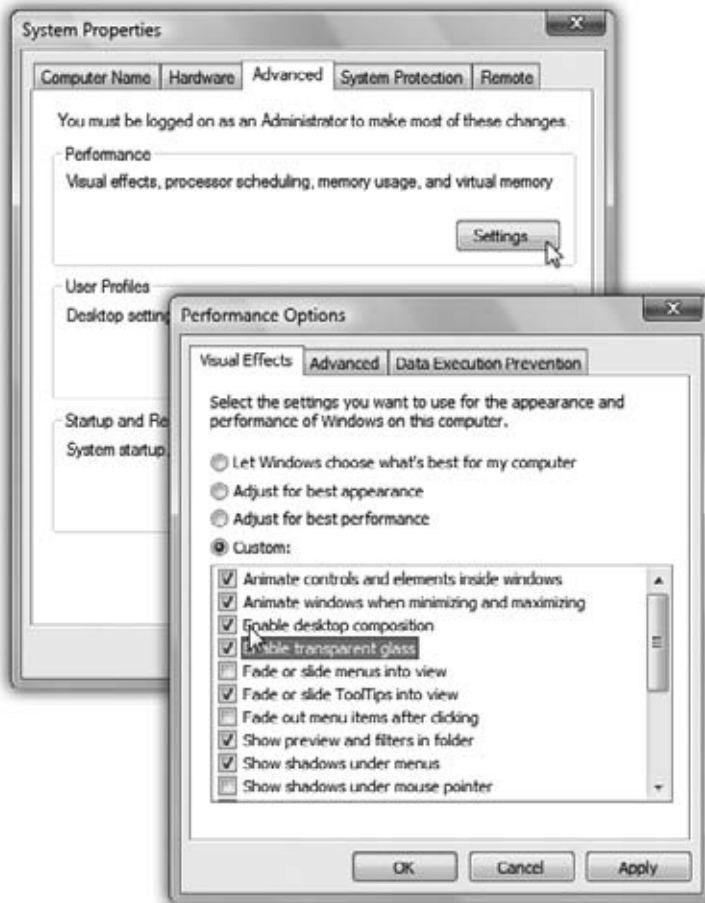 System Properties
Computer Name Hardware Advanced System Protection Remote
You must be logged on as an Administrator to make most of these changes.
Performance
Visual effects, processor scheduling, memory usage, and virtual memory
Settings
User Profiles
Desktop setting
Startup and Re
System startup,
Performance Options
Visual Effects Advanced Data Execution Prevention
Select the settings you want to use for the appearance and
performance of Windows on this computer.
Let Windows choose what's best for my computer
Adjust for best appearance
Adjust for best performance
Custom:
Animate controls and elements inside windows
Animate windows when minimizing and maximizing
Enable desktop composition
Enable transparent glass
Fade or slide menus into view
Fade or slide ToolTips into view
Fade out menu items after clicking
Show preview and filters in folder
Show shadows under menus
Show shadows under mouse pointer
OK Cancel Apply